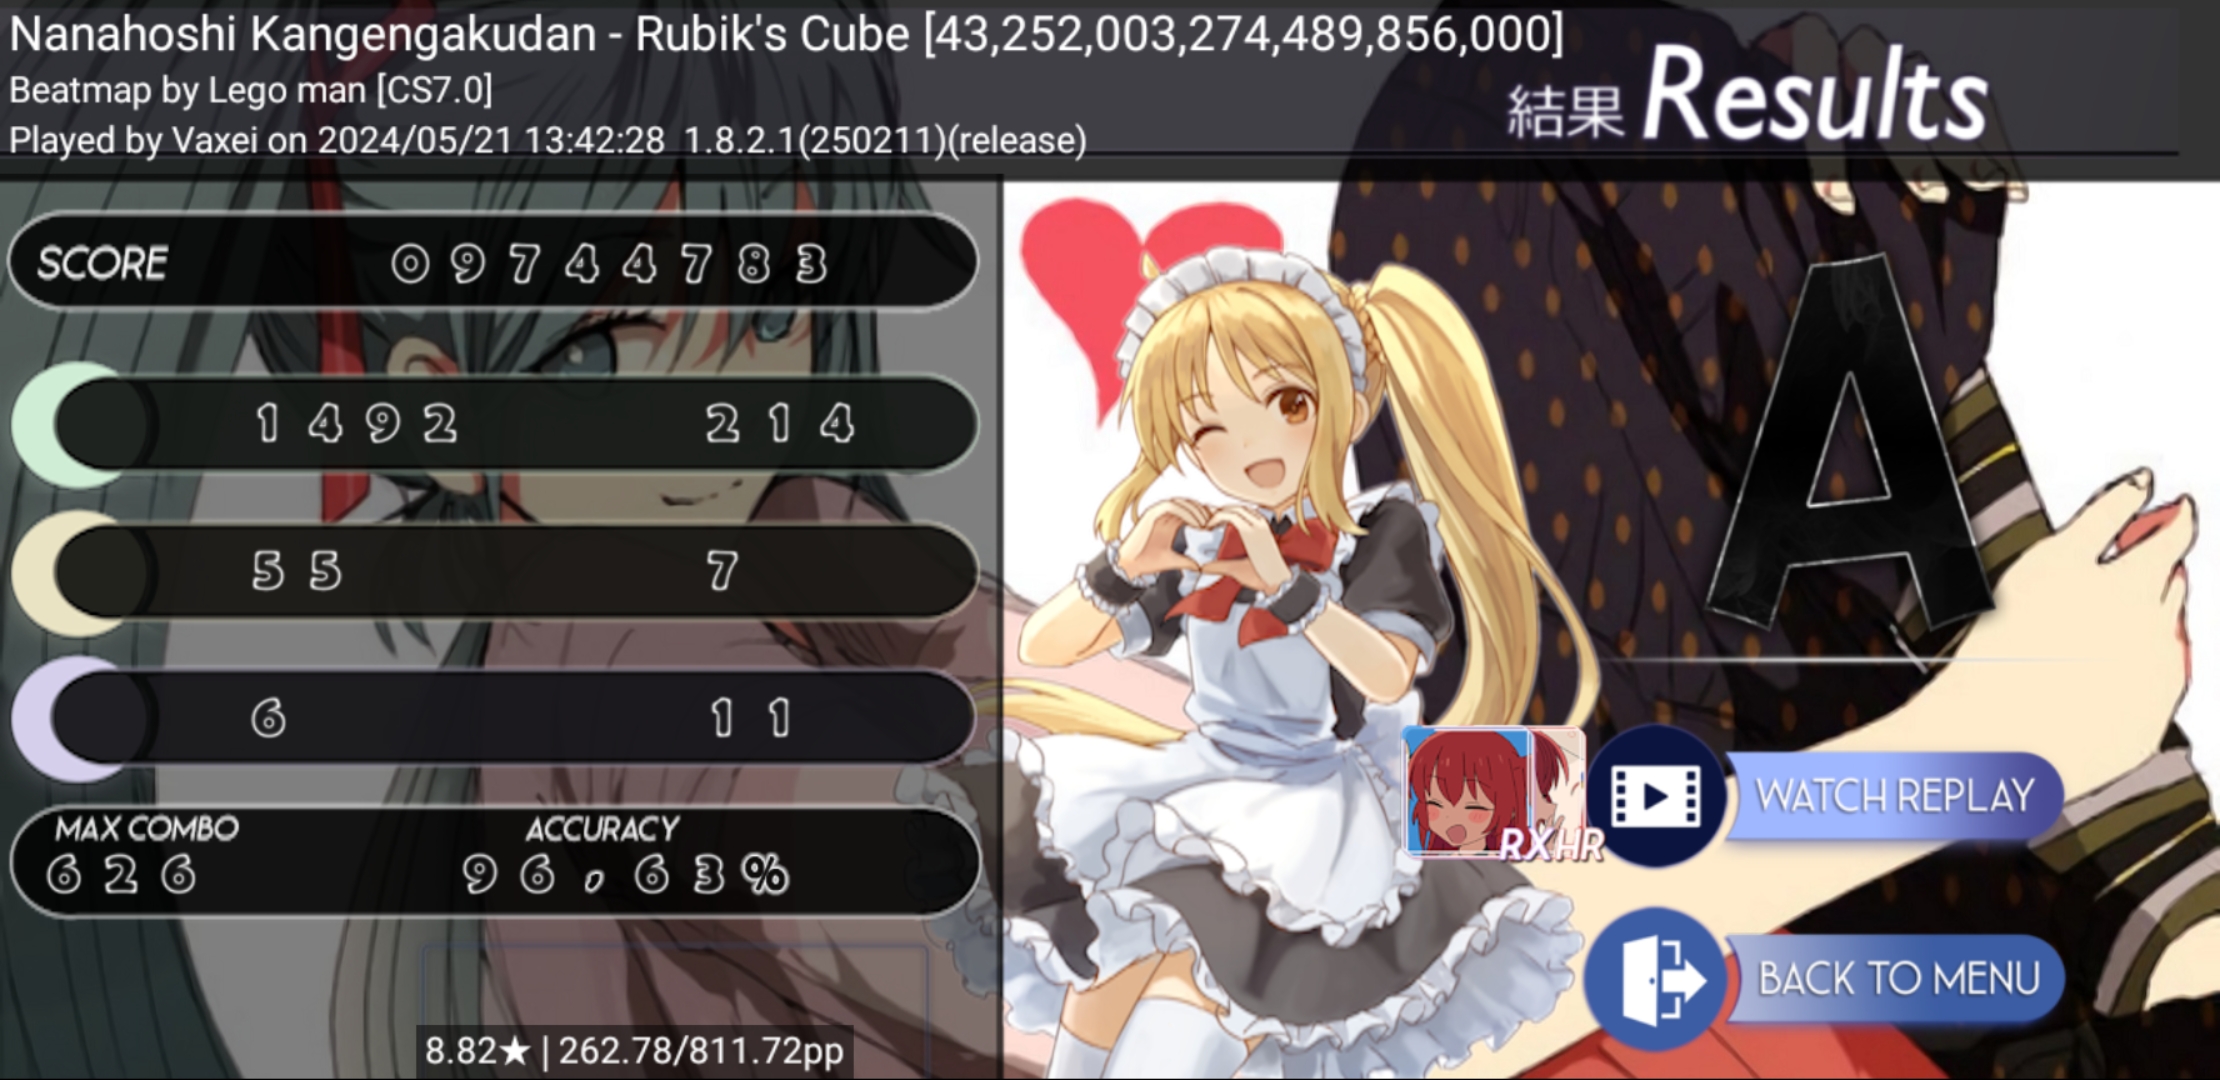 Nanahoshi Kangengakudan - Rubik's Cube [43,252,003,274,489,856,000]
Beatmap by Lego man [CS7.0]
Played by Vaxei on 2024/05/21 13:42:28  1.8.2.1(250211)(release)
結果 Results
SCORE 09744783
1492 214
55 7
6 11
MAX COMBO ACCURACY
626 96,63%
A
RXHR
WATCH REPLAY
BACK TO MENU
8.82★ | 262.78/811.72pp